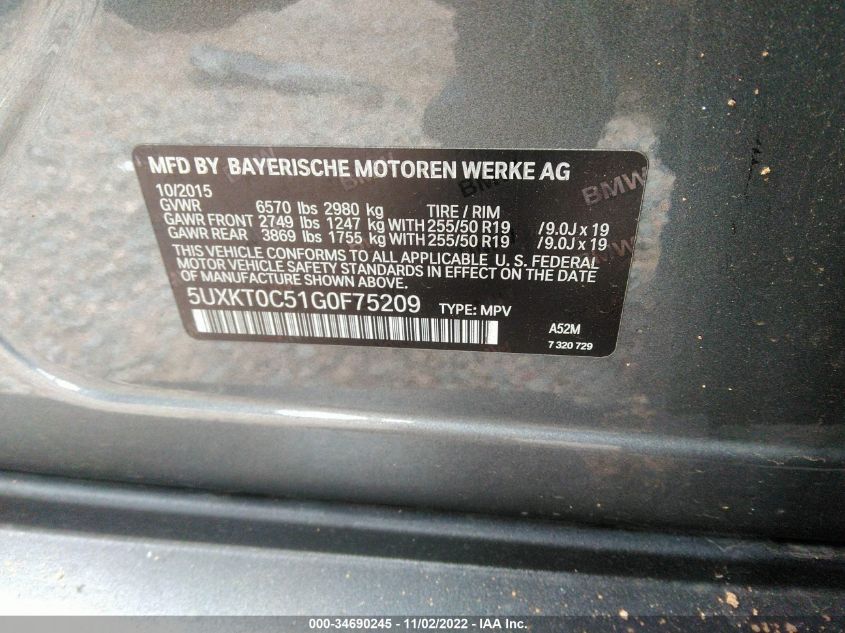 MFD BY BAYERISCHE MOTOREN WERKE AG
10/2015
GVWR 6570 lbs 2980 kg TIRE / RIM
GAWR FRONT 2749 lbs 1247 kg WITH 255/50 R19 /9.0J x 19
GAWR REAR 3869 lbs 1755 kg WITH 255/50 R19 /9.0J x 19
THIS VEHICLE CONFORMS TO ALL APPLICABLE U. S. FEDERAL
MOTOR VEHICLE SAFETY STANDARDS IN EFFECT ON THE DATE
OF MANUFACTURE SHOWN ABOVE.
5UXKT0C51G0F75209 TYPE: MPV
A52M
7 320 729
BMW
000-34690245 - 11/02/2022 - IAA Inc.